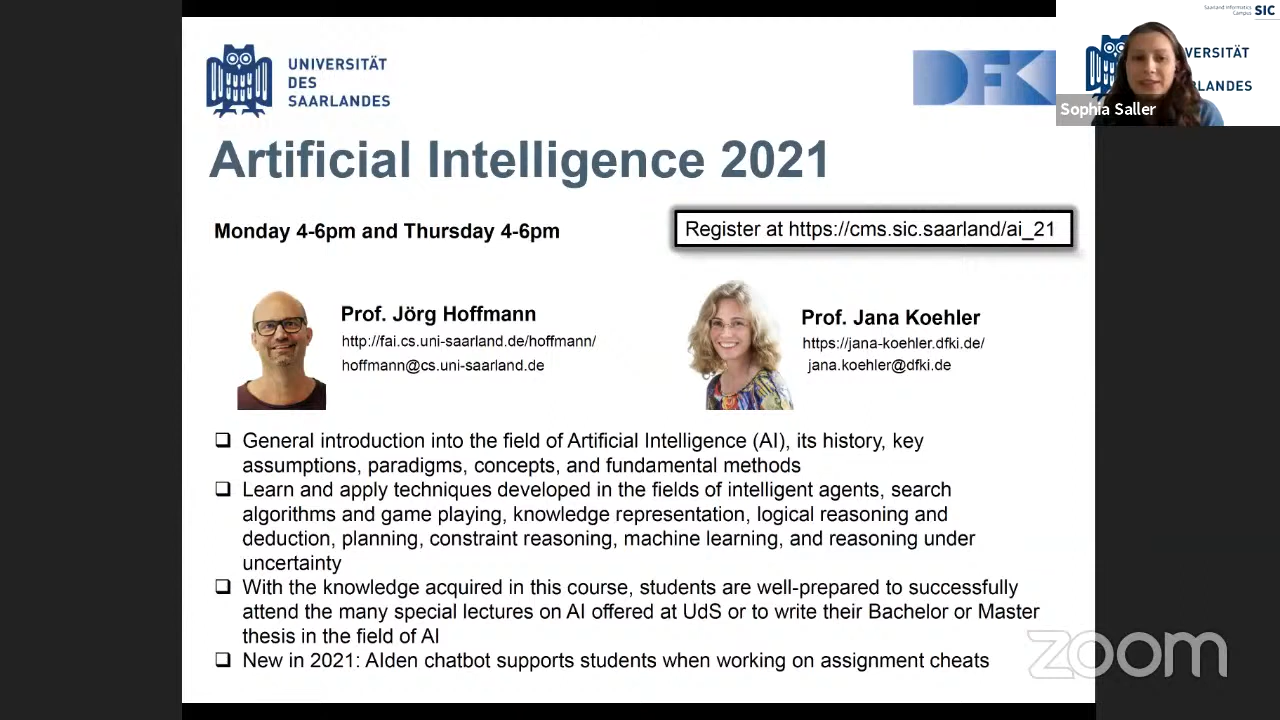 UNIVERSITÄT
DES
SAARLANDES
DFK
Saarland Informatics
Campus
SIC
VERSITÄT
RLANDES
Sophia Saller
Artificial Intelligence 2021
Monday 4-6pm and Thursday 4-6pm
Register at https://cms.sic.saarland/ai_21
Prof. Jörg Hoffmann
http://fai.cs.uni-saarland.de/hoffmann/
hoffmann@cs.uni-saarland.de
Prof. Jana Koehler
https://jana-koehler.dfki.de/
jana.koehler@dfki.de
General introduction into the field of Artificial Intelligence (AI), its history, key
assumptions, paradigms, concepts, and fundamental methods
Learn and apply techniques developed in the fields of intelligent agents, search
algorithms and game playing, knowledge representation, logical reasoning and
deduction, planning, constraint reasoning, machine learning, and reasoning under
uncertainty
With the knowledge acquired in this course, students are well-prepared to successfully
attend the many special lectures on AI offered at UdS or to write their Bachelor or Master
thesis in the field of AI
New in 2021: AIden chatbot supports students when working on assignment cheats
zoom